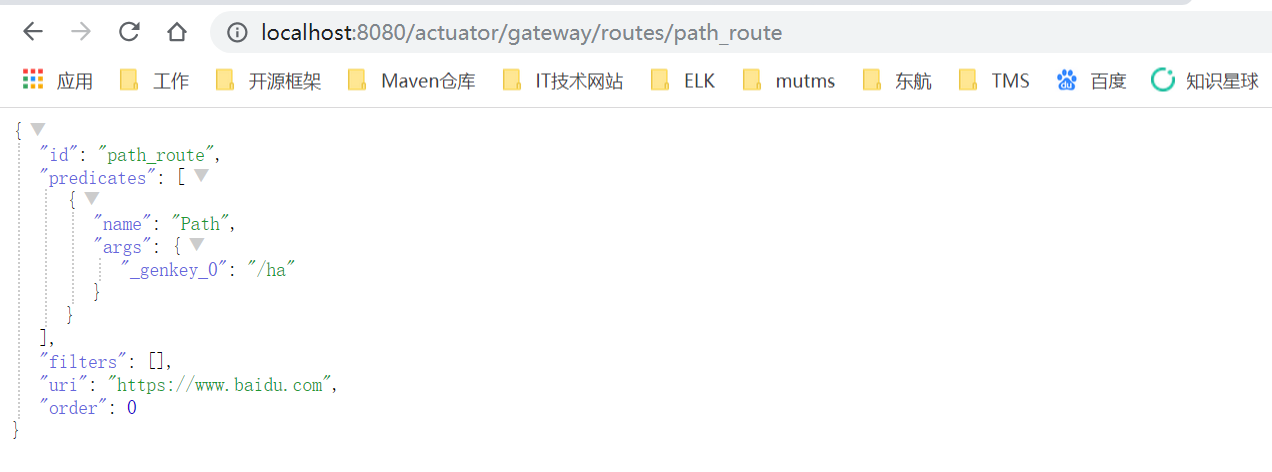 localhost:8080/actuator/gateway/routes/path_route
应用 工作 开源框架 Maven仓库 IT技术网站 ELK mutms 东航 TMS 百度 知识星球
{
"id": "path_route",
"predicates": [
{
"name": "Path",
"args": {
"_genkey_0": "/ha"
}
}
],
"filters": [],
"uri": "https://www.baidu.com",
"order": 0
}